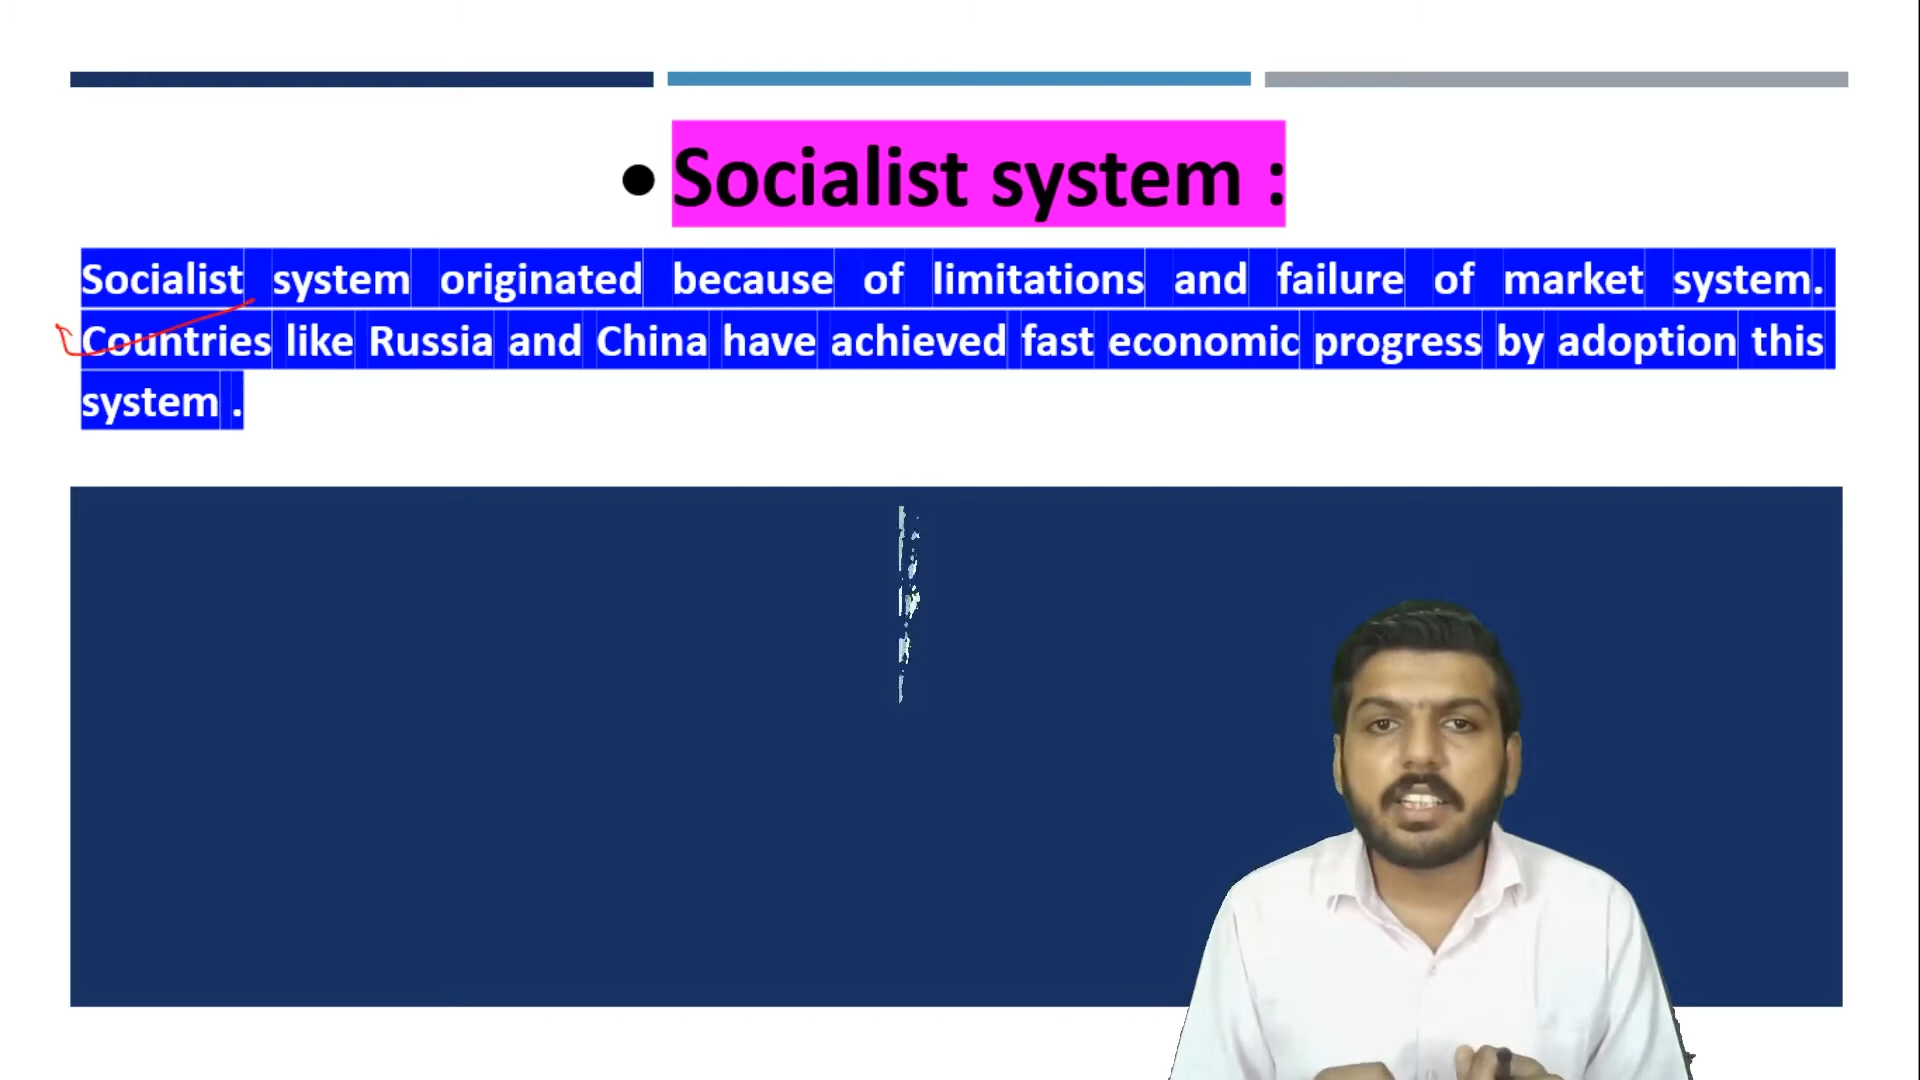 • Socialist system :
Socialist system originated because of limitations and failure of market system.
Countries like Russia and China have achieved fast economic progress by adoption this
system .